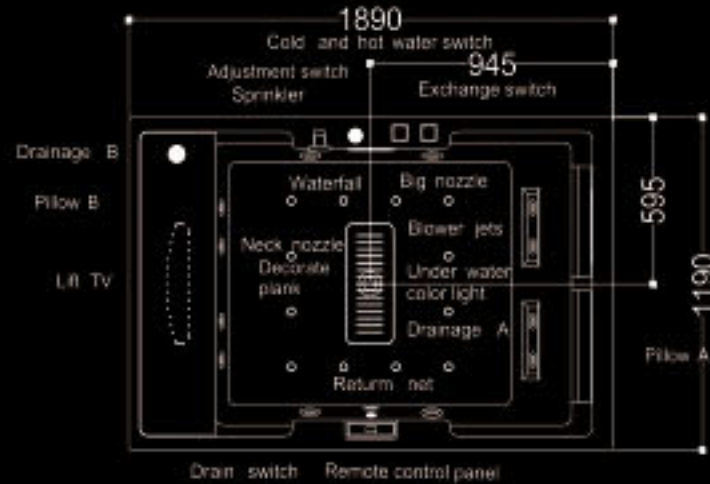 1890
Cold and hot water switch
945
Adjustment switch
Exchange switch
Sprinkler
Drainage B
Pillow B
Waterfall
Big nozzle
595
Neck nozzle
Blower jets
Lift TV
Decorate
plank
Under water
color light
1190
Drainage A
Pillow A
Returm net
Drain switch
Remote control panel